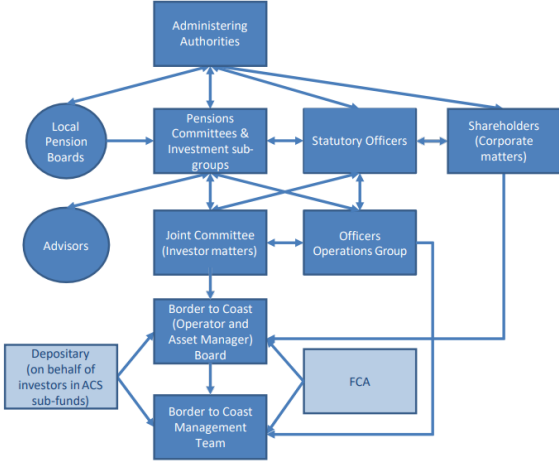 Administering
Authorities
Local
Pension
Boards
Pensions
Committees &
Investment sub-
groups
Statutory Officers
Shareholders
(Corporate
matters)
Advisors
Joint Committee
(Investor matters)
Officers
Operations Group
Border to Coast
(Operator and
Asset Manager)
Board
Depositary
(on behalf of
investors in ACS
sub-funds)
FCA
Border to Coast
Management
Team